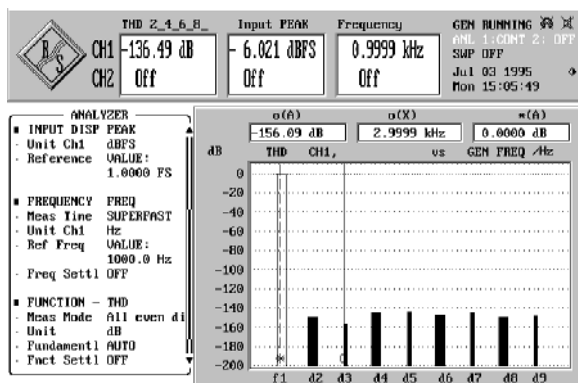 THD 2_4_6_8_ Input PEAK Frequency GEN RUNNING
R S CH1 -136.49 dB - 6.021 dBFS 0.9999 kHz ANL 1:CONT 2: OFF
SWP OFF
CH2 Off Off Off Jul 03 1995
Mon 15:05:49
ANALYZER
INPUT DISP PEAK
Unit Ch1 dBFS
Reference VALUE:
1.0000 FS
FREQUENCY FREQ
Meas Time SUPERFAST
Unit Ch1 Hz
Ref Freq VALUE:
1000.0 Hz
Freq Settl OFF
FUNCTION - THD
Meas Mode All even di
Unit dB
Fundamentl AUTO
Fnct Settl OFF
o(A) o(X) *(A)
-156.09 dB 2.9999 kHz 0.0000 dB
dB THD CH1, vs GEN FREQ /Hz
0
-20
-40
-60
-80
-100
-120
-140
-160
-180
-200
f1 d2 d3 d4 d5 d6 d7 d8 d9